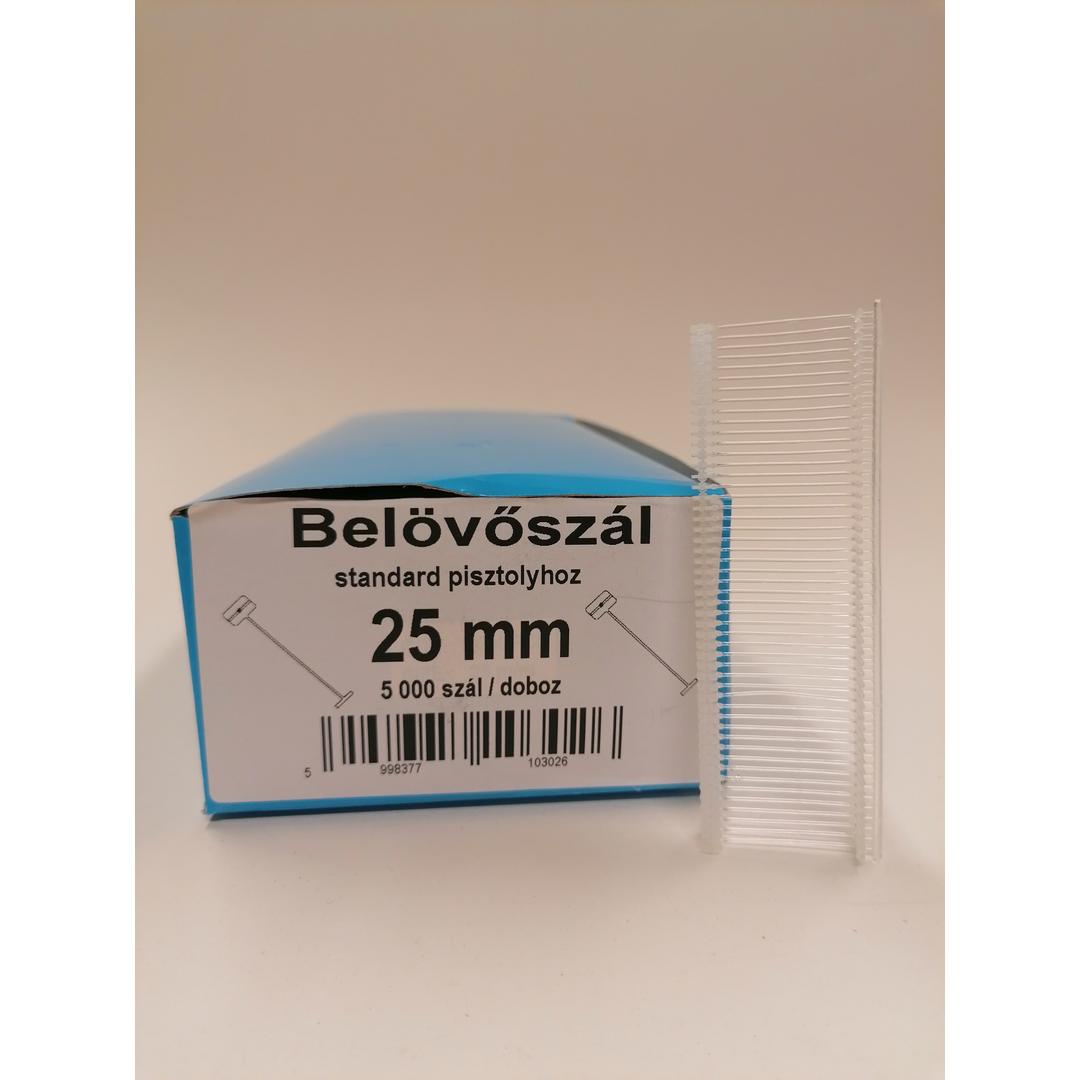 Belövőszál
standard pisztolyhoz
25 mm
5 000 szál / doboz
5 998377 103026